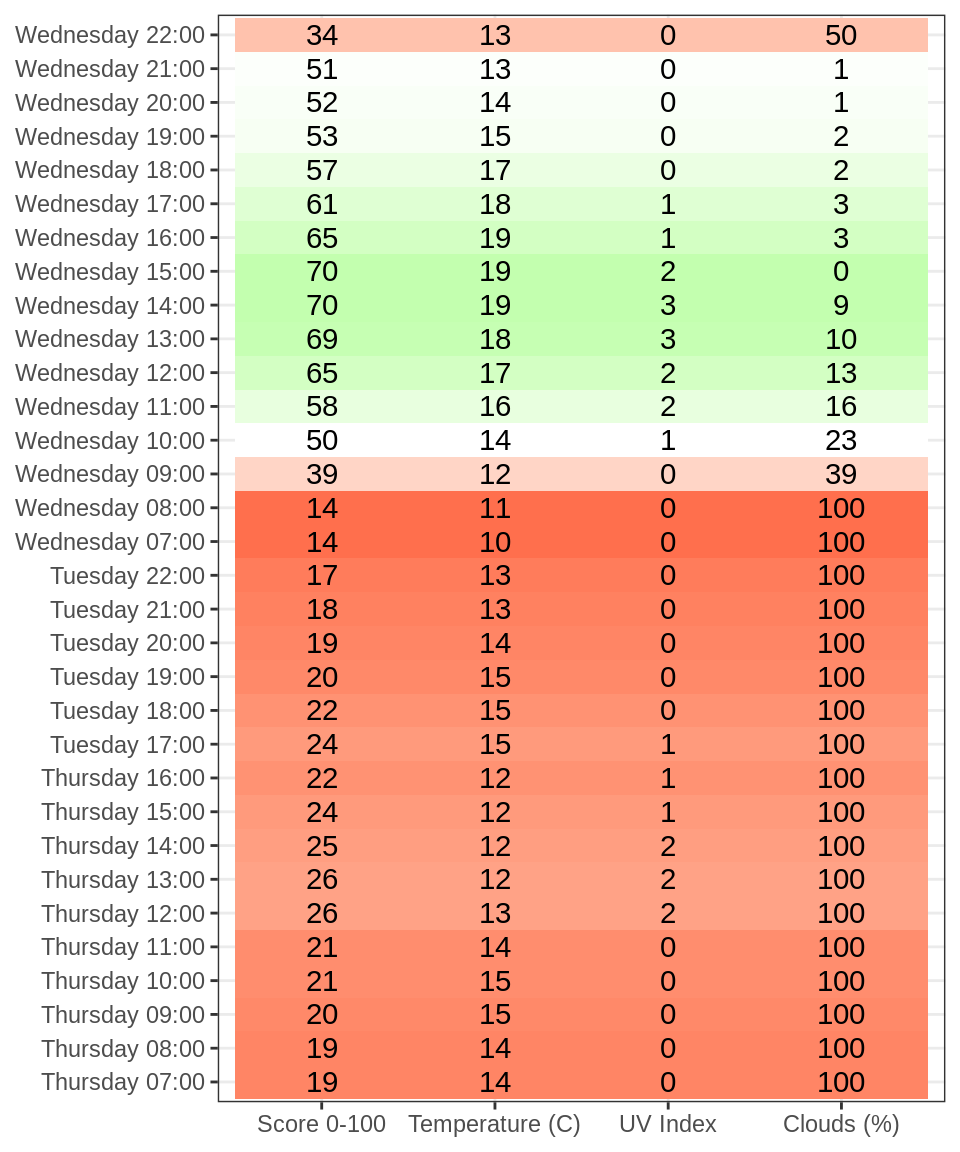 Wednesday 22:00 34 13 0 50
Wednesday 21:00 51 13 0 1
Wednesday 20:00 52 14 0 1
Wednesday 19:00 53 15 0 2
Wednesday 18:00 57 17 0 2
Wednesday 17:00 61 18 1 3
Wednesday 16:00 65 19 1 3
Wednesday 15:00 70 19 2 0
Wednesday 14:00 70 19 3 9
Wednesday 13:00 69 18 3 10
Wednesday 12:00 65 17 2 13
Wednesday 11:00 58 16 2 16
Wednesday 10:00 50 14 1 23
Wednesday 09:00 39 12 0 39
Wednesday 08:00 14 11 0 100
Wednesday 07:00 14 10 0 100
Tuesday 22:00 17 13 0 100
Tuesday 21:00 18 13 0 100
Tuesday 20:00 19 14 0 100
Tuesday 19:00 20 15 0 100
Tuesday 18:00 22 15 0 100
Tuesday 17:00 24 15 1 100
Thursday 16:00 22 12 1 100
Thursday 15:00 24 12 1 100
Thursday 14:00 25 12 2 100
Thursday 13:00 26 12 2 100
Thursday 12:00 26 13 2 100
Thursday 11:00 21 14 0 100
Thursday 10:00 21 15 0 100
Thursday 09:00 20 15 0 100
Thursday 08:00 19 14 0 100
Thursday 07:00 19 14 0 100
Score 0-100 Temperature (C) UV Index Clouds (%)